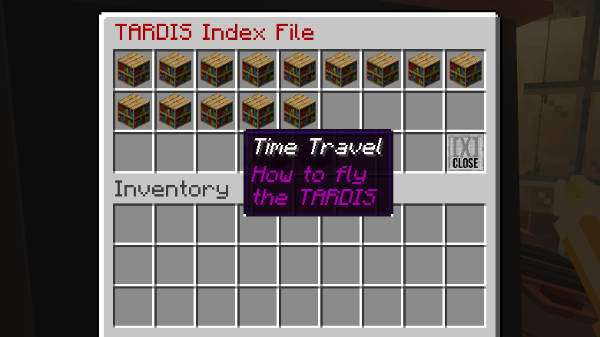 TARDIS Index File
Time Travel
How to fly
the TARDIS
CLOSE
Inventory